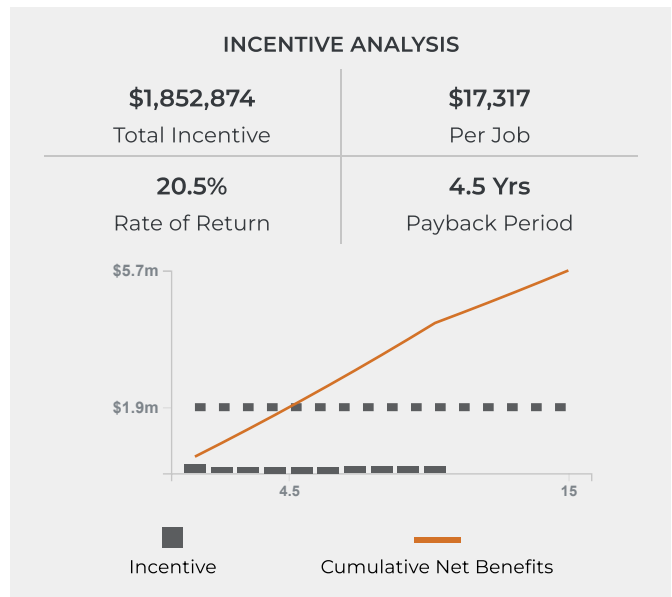 INCENTIVE ANALYSIS
$1,852,874
Total Incentive
$17,317
Per Job
20.5%
Rate of Return
4.5 Yrs
Payback Period
$5.7m
$1.9m
4.5
15
Incentive
Cumulative Net Benefits